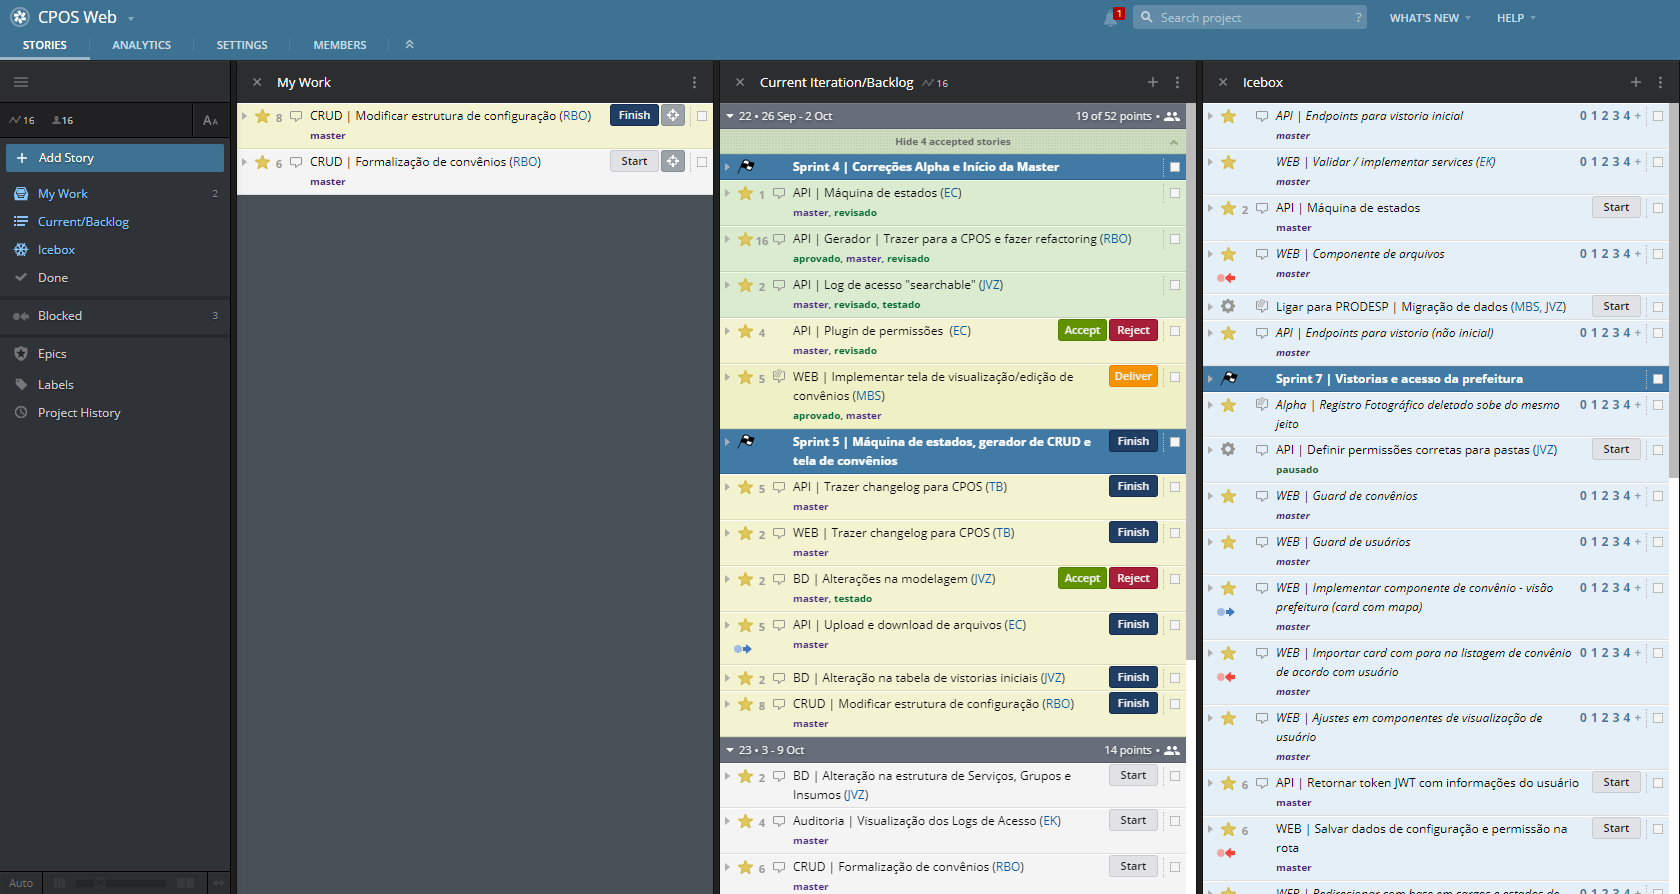 CPOS Web
1
Search project
?
WHAT'S NEW
HELP
STORIES
ANALYTICS
SETTINGS
MEMBERS
16
16
AA
+ Add Story
My Work 2
Current/Backlog
Icebox
Done
Blocked 3
Epics
Labels
Project History
Auto
My Work
8 CRUD | Modificar estrutura de configuração (RBO) Finish
master
6 CRUD | Formalização de convênios (RBO) Start
master
Current Iteration/Backlog 16
22 • 26 Sep - 2 Oct 19 of 52 points •
Hide 4 accepted stories
Sprint 4 | Correções Alpha e Início da Master
1 API | Máquina de estados (EC)
master, revisado
16 API | Gerador | Trazer para a CPOS e fazer refactoring (RBO)
aprovado, master, revisado
2 API | Log de acesso "searchable" (JVZ)
master, revisado, testado
4 API | Plugin de permissões (EC) Accept Reject
master, revisado
5 WEB | Implementar tela de visualização/edição de Deliver
convênios (MBS)
aprovado, master
Sprint 5 | Máquina de estados, gerador de CRUD e Finish
tela de convênios
5 API | Trazer changelog para CPOS (TB) Finish
master
2 WEB | Trazer changelog para CPOS (TB) Finish
master
2 BD | Alterações na modelagem (JVZ) Accept Reject
master, testado
5 API | Upload e download de arquivos (EC) Finish
master
2 BD | Alteração na tabela de vistorias iniciais (JVZ) Finish
8 CRUD | Modificar estrutura de configuração (RBO) Finish
master
23 • 3 - 9 Oct 14 points •
2 BD | Alteração na estrutura de Serviços, Grupos e Start
Insumos (JVZ)
4 Auditoria | Visualização dos Logs de Acesso (EK) Start
master
6 CRUD | Formalização de convênios (RBO) Start
master
Icebox
API | Endpoints para vistoria inicial 0 1 2 3 4 +
master
WEB | Validar / implementar services (EK) 0 1 2 3 4 +
master
2 API | Máquina de estados Start
master
WEB | Componente de arquivos 0 1 2 3 4 +
master
Ligar para PRODESP | Migração de dados (MBS, JVZ) Start
API | Endpoints para vistoria (não inicial) 0 1 2 3 4 +
master
Sprint 7 | Vistorias e acesso da prefeitura
Alpha | Registro Fotográfico deletado sobe do mesmo 0 1 2 3 4 +
jeito
API | Definir permissões corretas para pastas (JVZ) Start
pausado
WEB | Guard de convênios 0 1 2 3 4 +
master
WEB | Guard de usuários 0 1 2 3 4 +
master
WEB | Implementar componente de convênio - visão 0 1 2 3 4 +
prefeitura (card com mapa)
master
WEB | Importar card com para na listagem de convênio 0 1 2 3 4 +
de acordo com usuário
master
WEB | Ajustes em componentes de visualização de 0 1 2 3 4 +
usuário
master
6 API | Retornar token JWT com informações do usuário Start
master
6 WEB | Salvar dados de configuração e permissão na Start
rota
master
WEB | Redirecionar com base em cargos e estados de 0 1 2 3 4 +